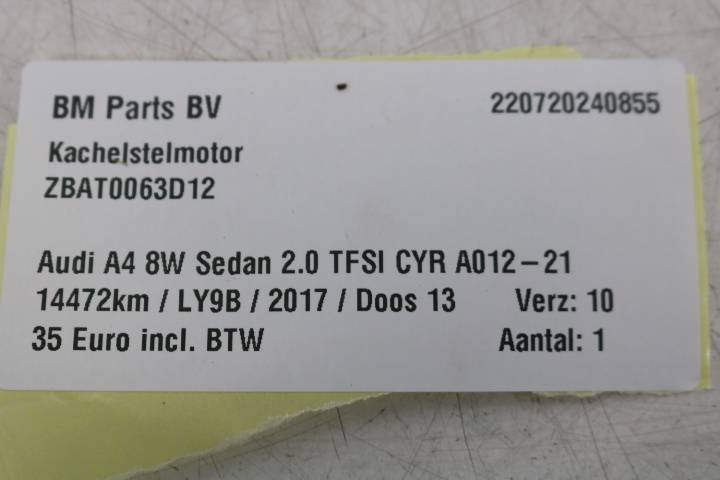 BM Parts BV 220720240855
Kachelstelmotor
ZBAT0063D12
Audi A4 8W Sedan 2.0 TFSI CYR A012-21
14472km / LY9B / 2017 / Doos 13 Verz: 10
35 Euro incl. BTW Aantal: 1